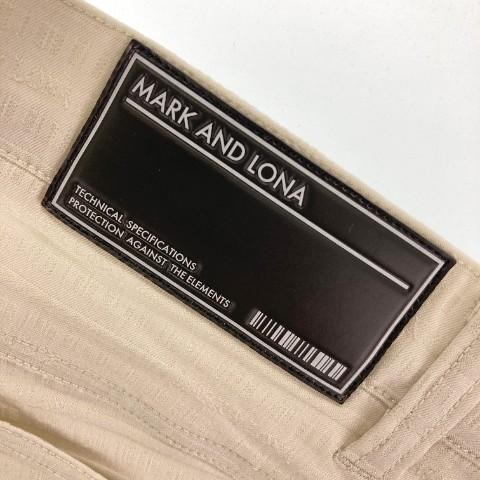 MARK AND LONA
TECHNICAL SPECIFICATIONS
PROTECTION AGAINST THE ELEMENTS